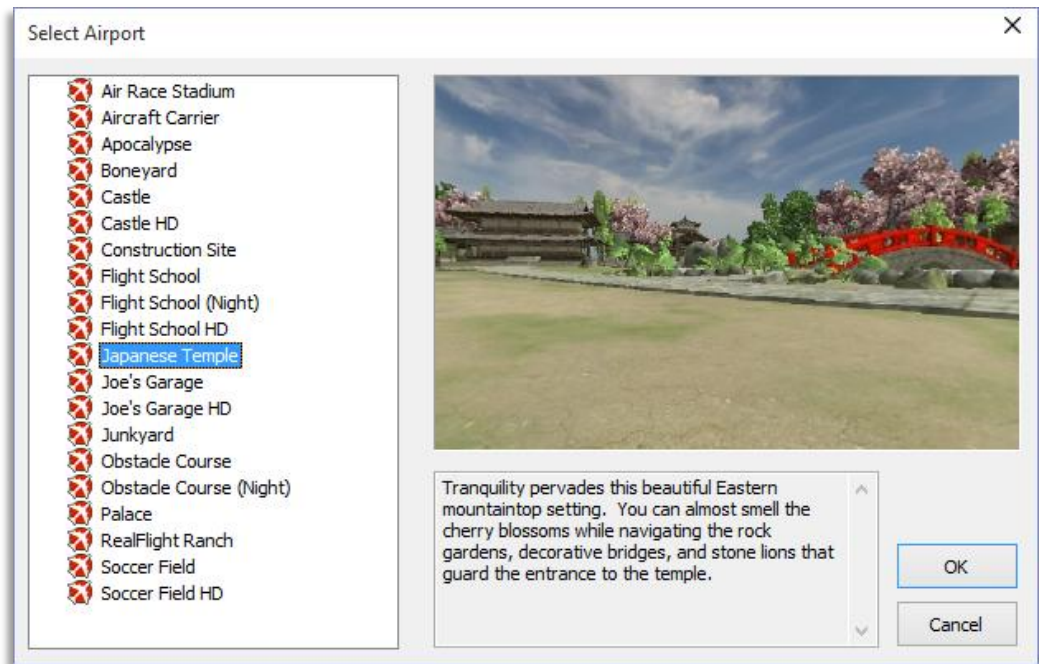 Select Airport
Air Race Stadium
Aircraft Carrier
Apocalypse
Boneyard
Castle
Castle HD
Construction Site
Flight School
Flight School (Night)
Flight School HD
Japanese Temple
Joe's Garage
Joe's Garage HD
Junkyard
Obstacle Course
Obstacle Course (Night)
Palace
RealFlight Ranch
Soccer Field
Soccer Field HD
Tranquility pervades this beautiful Eastern
mountaintop setting.  You can almost smell the
cherry blossoms while navigating the rock
gardens, decorative bridges, and stone lions that
guard the entrance to the temple.
OK
Cancel